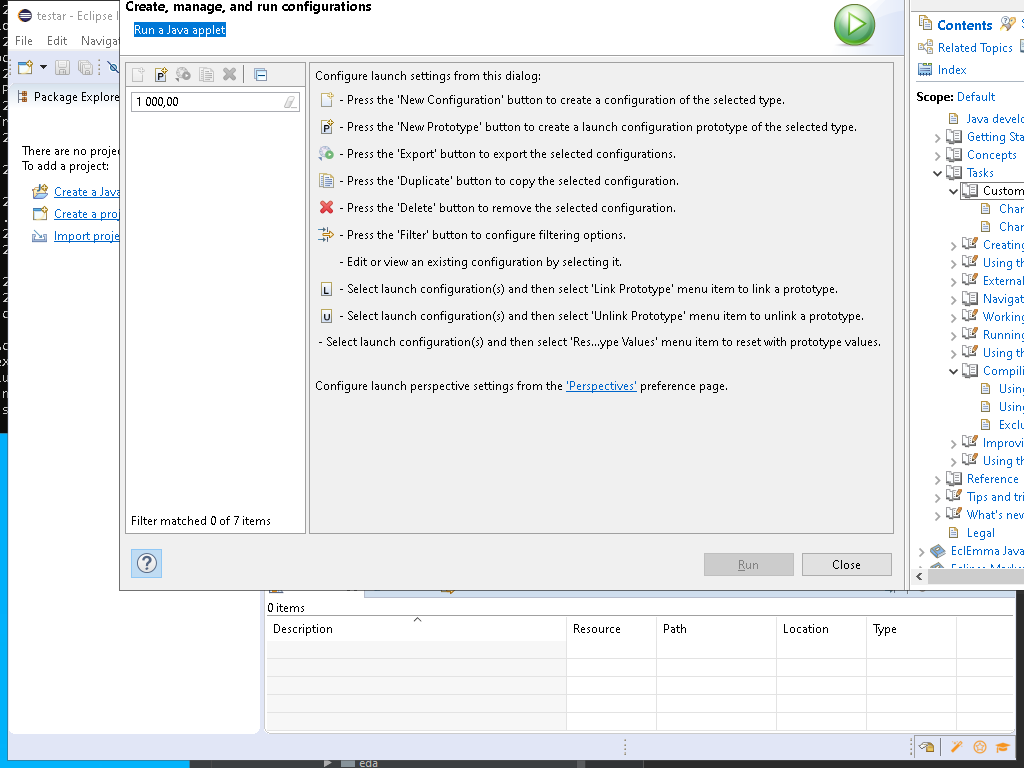 testar - Eclipse I
File Edit Navigat
Package Explore
There are no projec
To add a project:
Create a Java
Create a proj
Import proje
Create, manage, and run configurations
Run a Java applet
1 000,00
Filter matched 0 of 7 items
Configure launch settings from this dialog:
- Press the 'New Configuration' button to create a configuration of the selected type.
- Press the 'New Prototype' button to create a launch configuration prototype of the selected type.
- Press the 'Export' button to export the selected configurations.
- Press the 'Duplicate' button to copy the selected configuration.
- Press the 'Delete' button to remove the selected configuration.
- Press the 'Filter' button to configure filtering options.
- Edit or view an existing configuration by selecting it.
L - Select launch configuration(s) and then select 'Link Prototype' menu item to link a prototype.
U - Select launch configuration(s) and then select 'Unlink Prototype' menu item to unlink a prototype.
- Select launch configuration(s) and then select 'Res...ype Values' menu item to reset with prototype values.
Configure launch perspective settings from the 'Perspectives' preference page.
Run Close
Contents
Related Topics
Index
Scope: Default
Java develo
Getting Sta
Concepts
Tasks
Custom
Char
Char
Creating
Using th
External
Navigat
Working
Running
Using th
Compili
Using
Using
Exclu
Improvi
Using th
Reference
Tips and tri
What's new
Legal
EclEmma Java
0 items
Description Resource Path Location Type
eda